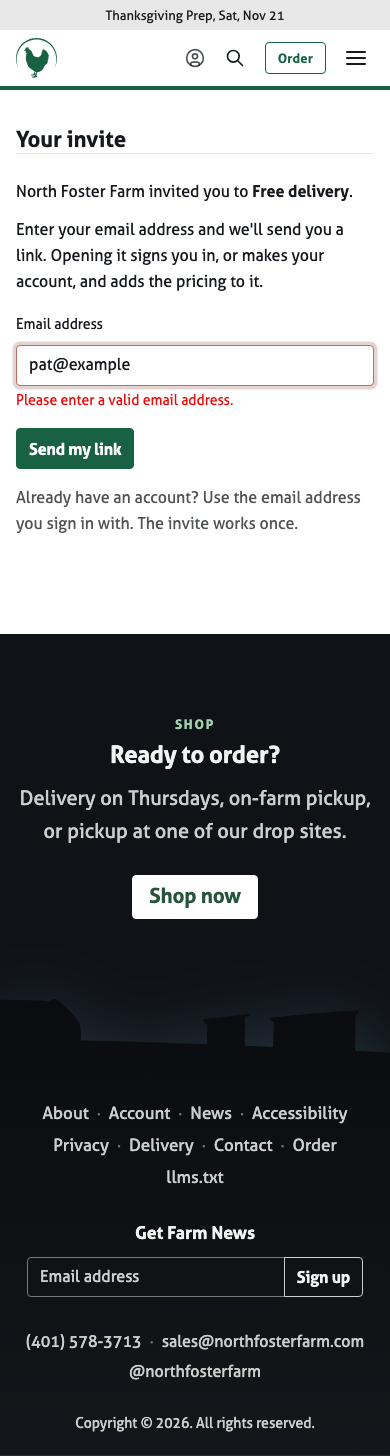 Thanksgiving Prep, Sat, Nov 21
Order
Your invite
North Foster Farm invited you to Free delivery.
Enter your email address and we'll send you a
link. Opening it signs you in, or makes your
account, and adds the pricing to it.
Email address
pat@example
Please enter a valid email address.
Send my link
Already have an account? Use the email address
you sign in with. The invite works once.
SHOP
Ready to order?
Delivery on Thursdays, on-farm pickup,
or pickup at one of our drop sites.
Shop now
About · Account · News · Accessibility
Privacy · Delivery · Contact · Order
llms.txt
Get Farm News
Email address
Sign up
(401) 578-3713 · sales@northfosterfarm.com
@northfosterfarm
Copyright © 2026. All rights reserved.